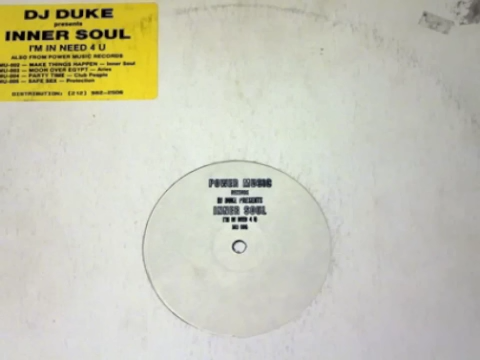 DJ DUKE
presents
INNER SOUL
I'M IN NEED 4 U
ALSO FROM POWER MUSIC RECORDS
MAKE THINGS HAPPEN — Inner Soul
MOON OVER EGYPT — Aries
PARTY TIME — Club People
SAFE SEX — Protection
DISTRIBUTION: (212)
POWER MUSIC
RECORDS
DJ DUKE PRESENTS
INNER SOUL
I'M IN NEED 4 U